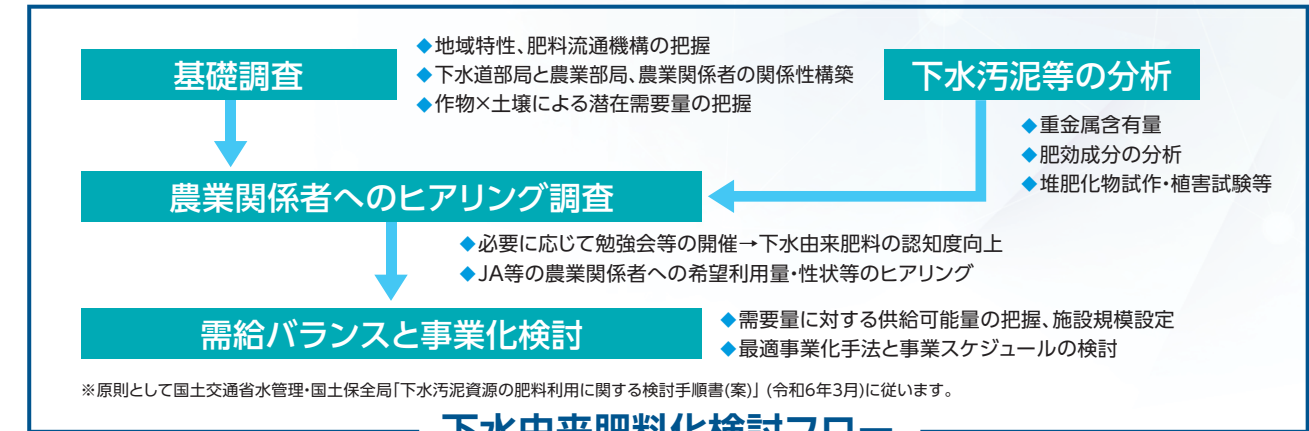 基礎調査
◆地域特性、肥料流通機構の把握
◆下水道部局と農業部局、農業関係者の関係性構築
◆作物×土壌による潜在需要量の把握
下水汚泥等の分析
◆重金属含有量
◆肥効成分の分析
◆堆肥化物試作・植害試験等
農業関係者へのヒアリング調査
◆必要に応じて勉強会等の開催→下水由来肥料の認知度向上
◆JA等の農業関係者への希望利用量・性状等のヒアリング
需給バランスと事業化検討
◆需要量に対する供給可能量の把握、施設規模設定
◆最適事業化手法と事業スケジュールの検討
※原則として国土交通省水管理・国土保全局「下水汚泥資源の肥料利用に関する検討手順書(案)」 (令和6年3月)に従います。
下水由来肥料化検討フロー